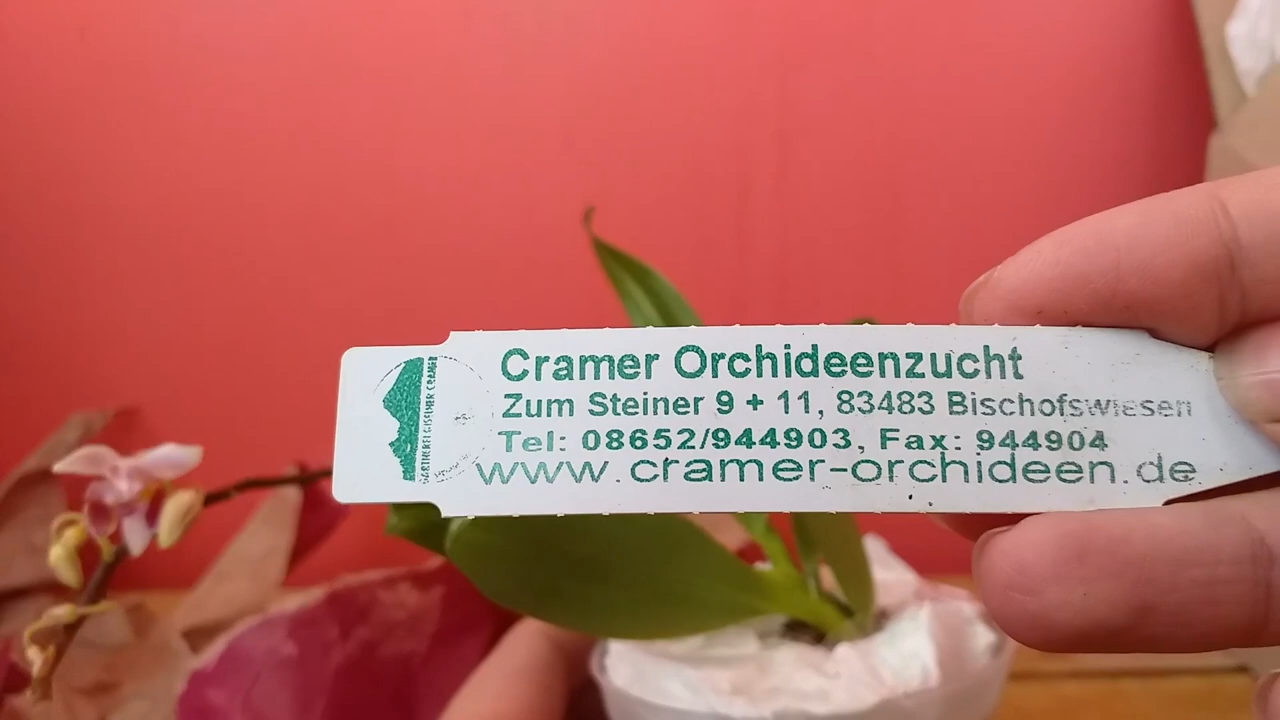 Cramer Orchideenzucht
Zum Steiner 9 + 11, 83483 Bischofswiesen
Tel: 08652/944903, Fax: 944904
www.cramer-orchideen.de